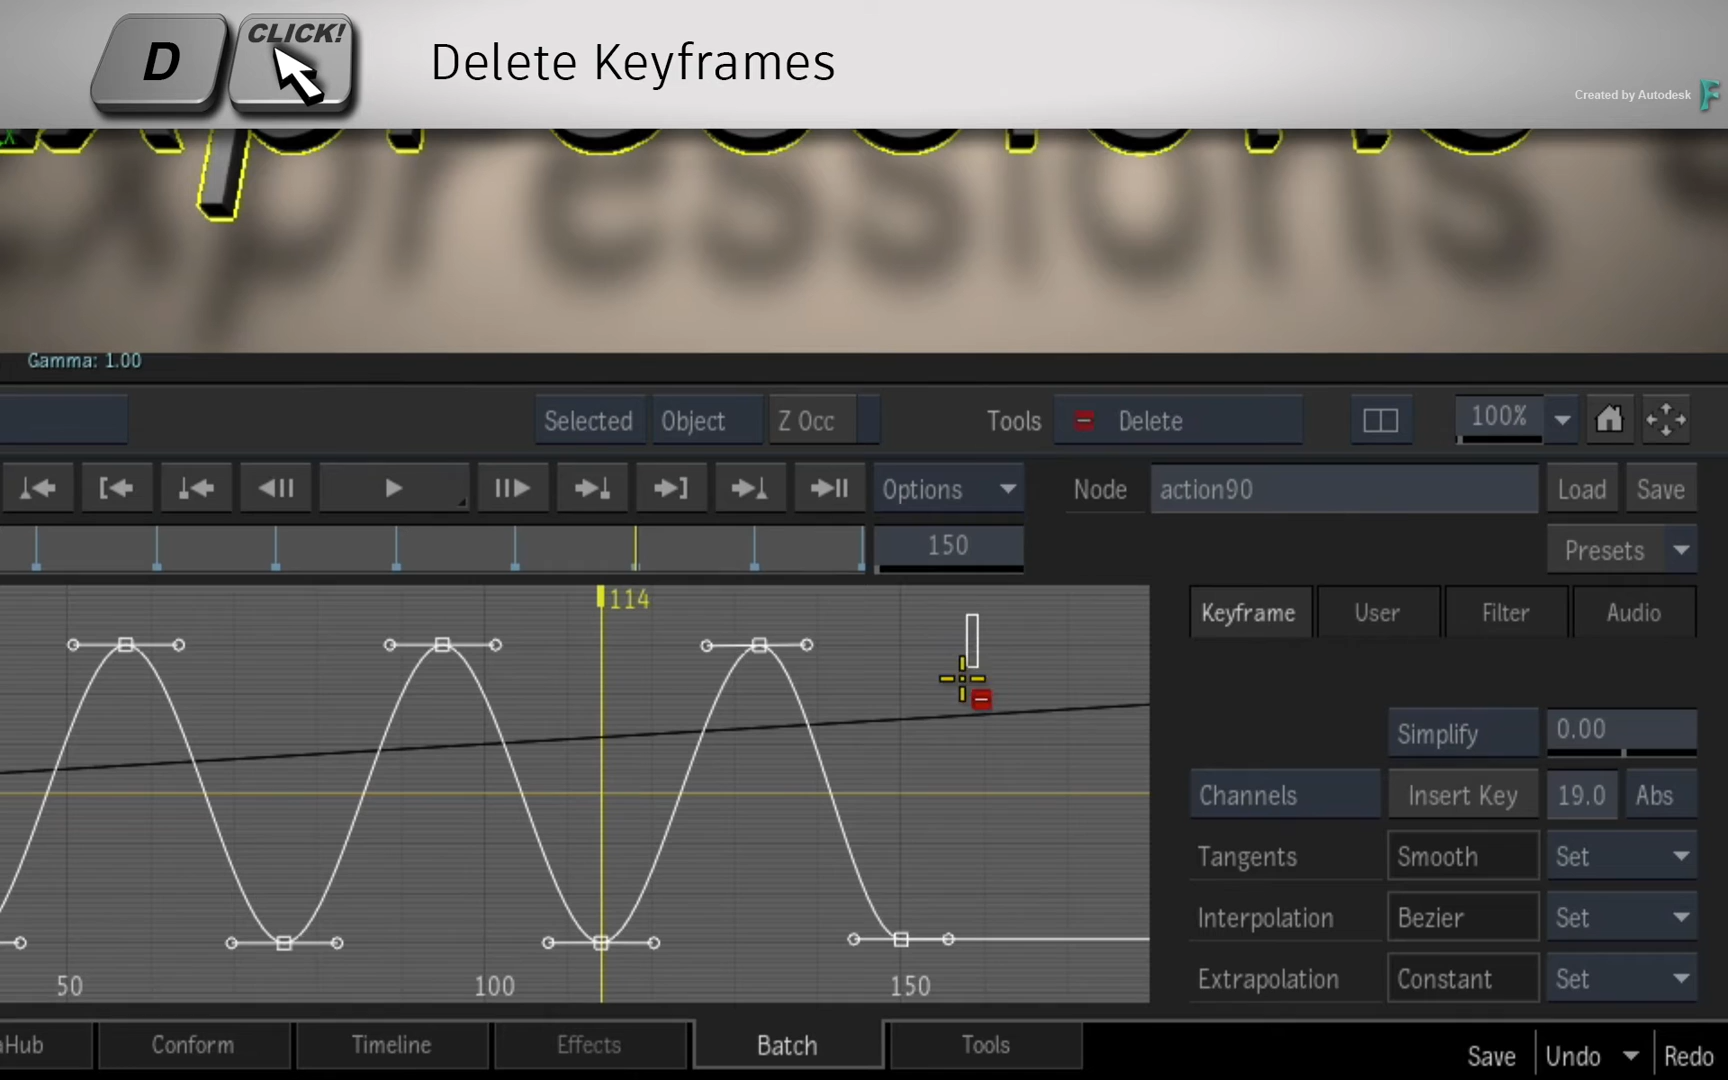 D
CLICK!
Delete Keyframes
Created by Autodesk
xpressions
Gamma: 1.00
Selected
Object
Z Occ
Tools
Delete
100%
Options
Node
action90
Load
Save
150
Presets
114
Keyframe
User
Filter
Audio
Simplify
0.00
Channels
Insert Key
19.0
Abs
Tangents
Smooth
Set
Interpolation
Bezier
Set
Extrapolation
Constant
Set
50
100
150
aHub
Conform
Timeline
Effects
Batch
Tools
Save
Undo
Redo